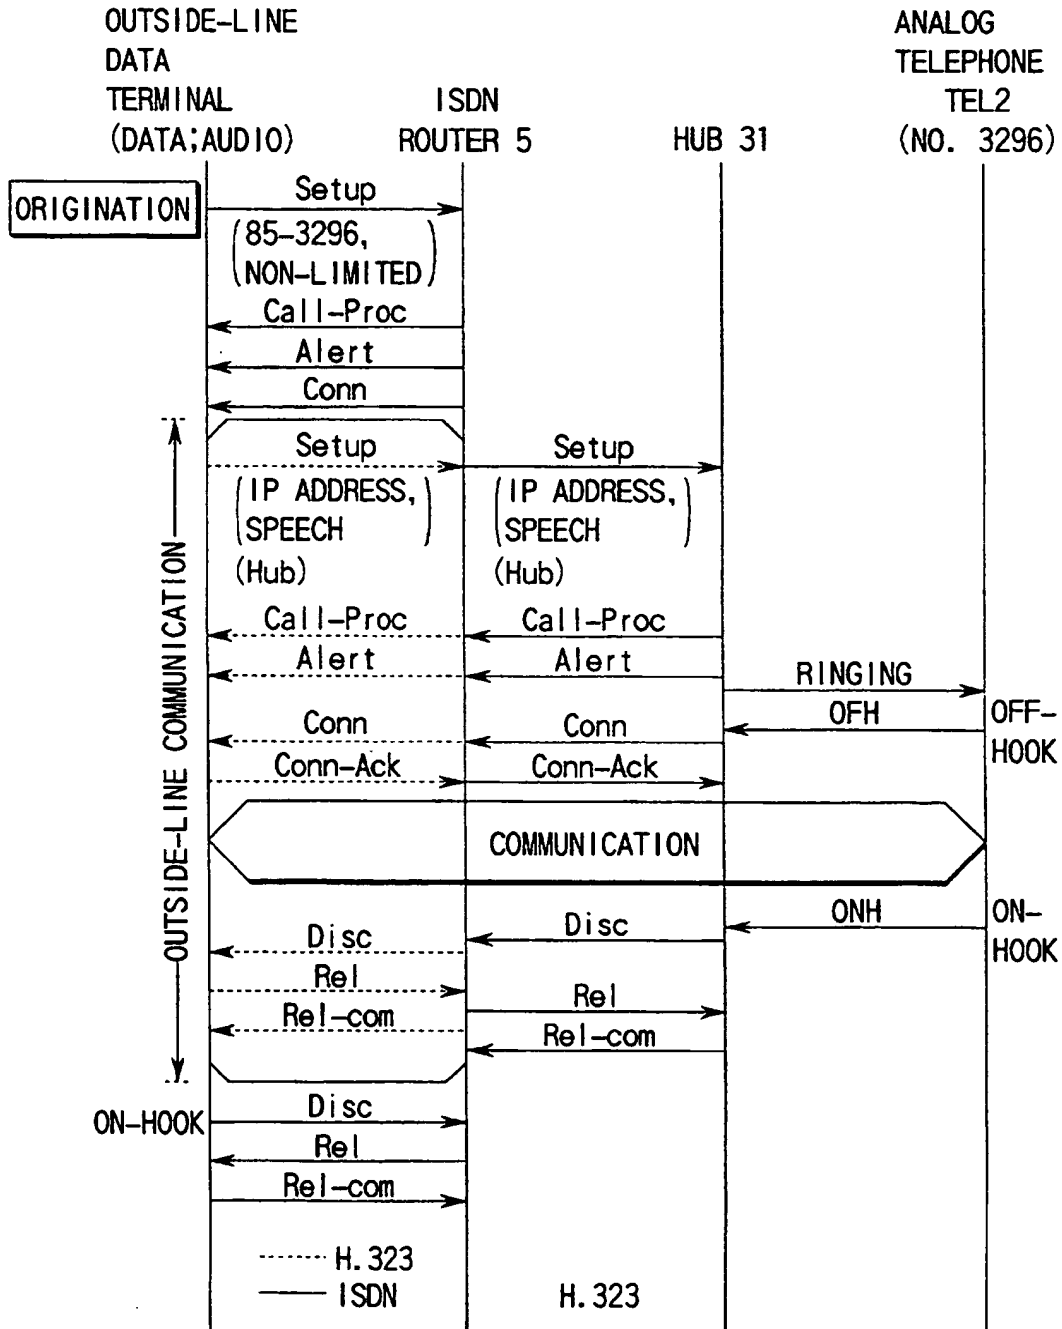 OUTSIDE-LINE
DATA
TERMINAL
(DATA;AUDIO)
ISDN
ROUTER 5
HUB 31
ANALOG
TELEPHONE
TEL2
(NO. 3296)
ORIGINATION
Setup
(85-3296,
NON-LIMITED)
Call-Proc
Alert
Conn
OUTSIDE-LINE COMMUNICATION
Setup Setup
(IP ADDRESS, (IP ADDRESS,
SPEECH) SPEECH)
(Hub) (Hub)
Call-Proc Call-Proc
Alert Alert
RINGING
OFH OFF-
HOOK
Conn Conn
Conn-Ack Conn-Ack
COMMUNICATION
ONH ON-
HOOK
Disc Disc
Rel Rel
Rel-com Rel-com
ON-HOOK Disc
Rel
Rel-com
H.323
ISDN H.323